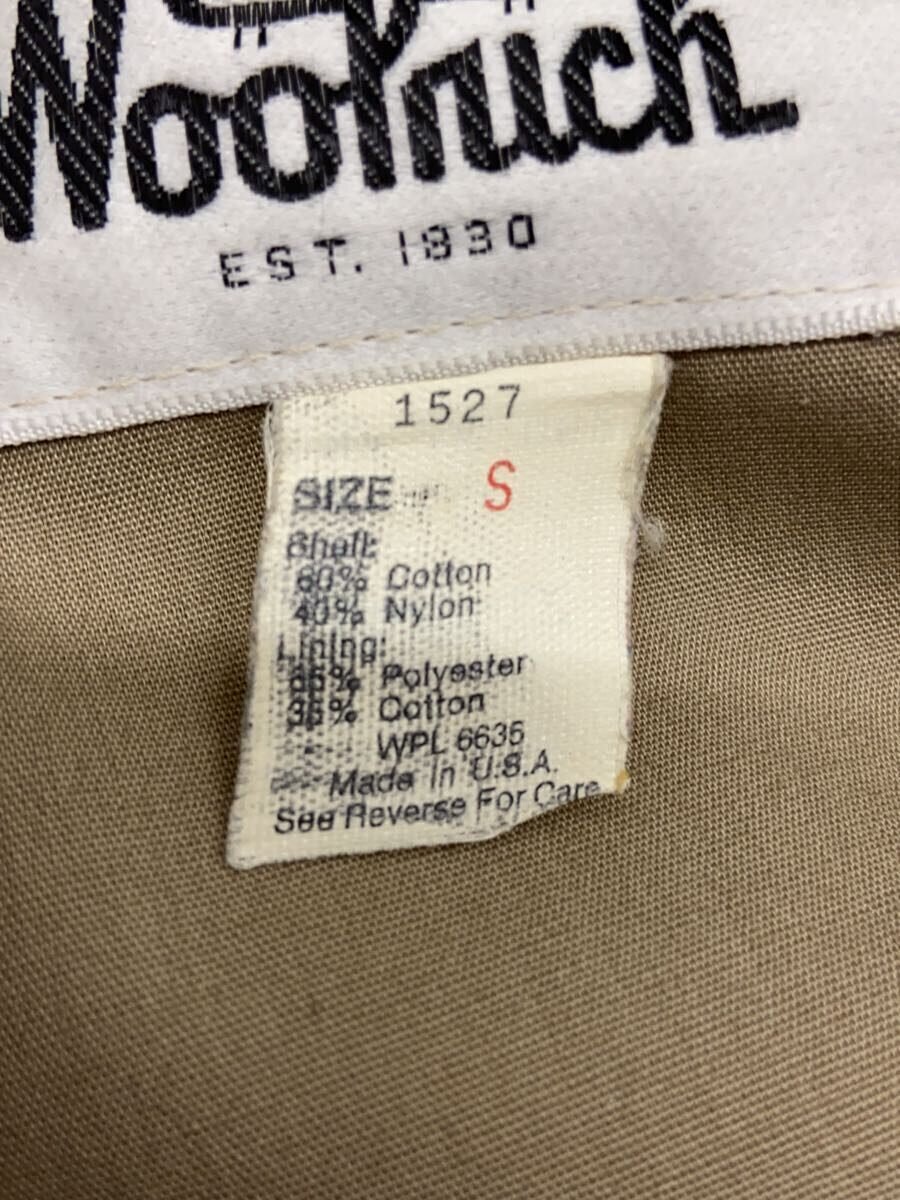 Woolrich
EST. 1830
1527
SIZE S
Shell:
60% Cotton
40% Nylon
Lining:
65% Polyester
35% Cotton
WPL 6635
Made In U.S.A.
See Reverse For Care